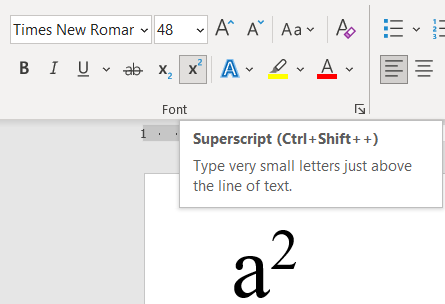 Times New Romar 48 A A Aa A
B I U ab x2 x2 A A
Font
1
Superscript (Ctrl+Shift++)
Type very small letters just above
the line of text.
a2